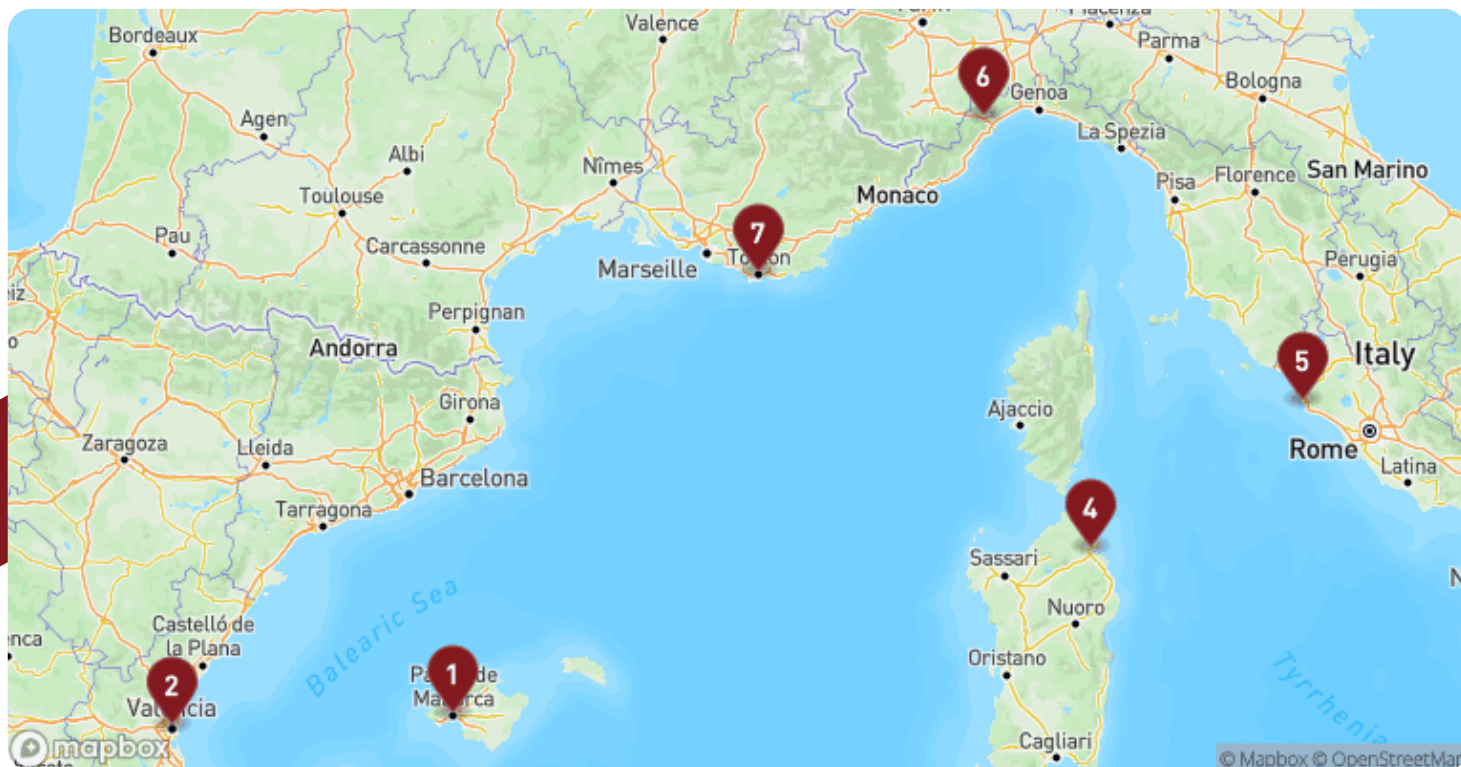 Bordeaux
Valence
Parma
6
Genoa
Bologna
Agen
La Spezia
Albi
Nîmes
San Marino
Toulouse
Pisa
Florence
Monaco
7
Pau
Carcassonne
Marseille
Perugia
Perpignan
Andorra
5
Italy
Girona
Ajaccio
Zaragoza
Lleida
Rome
Barcelona
Latina
Tarragona
4
Sassari
Balearic Sea
Nuoro
Castelló de
la Plana
Oristano
1
2
Tyrrhenia
Cagliari
mapbox
© Mapbox © OpenStreetMap